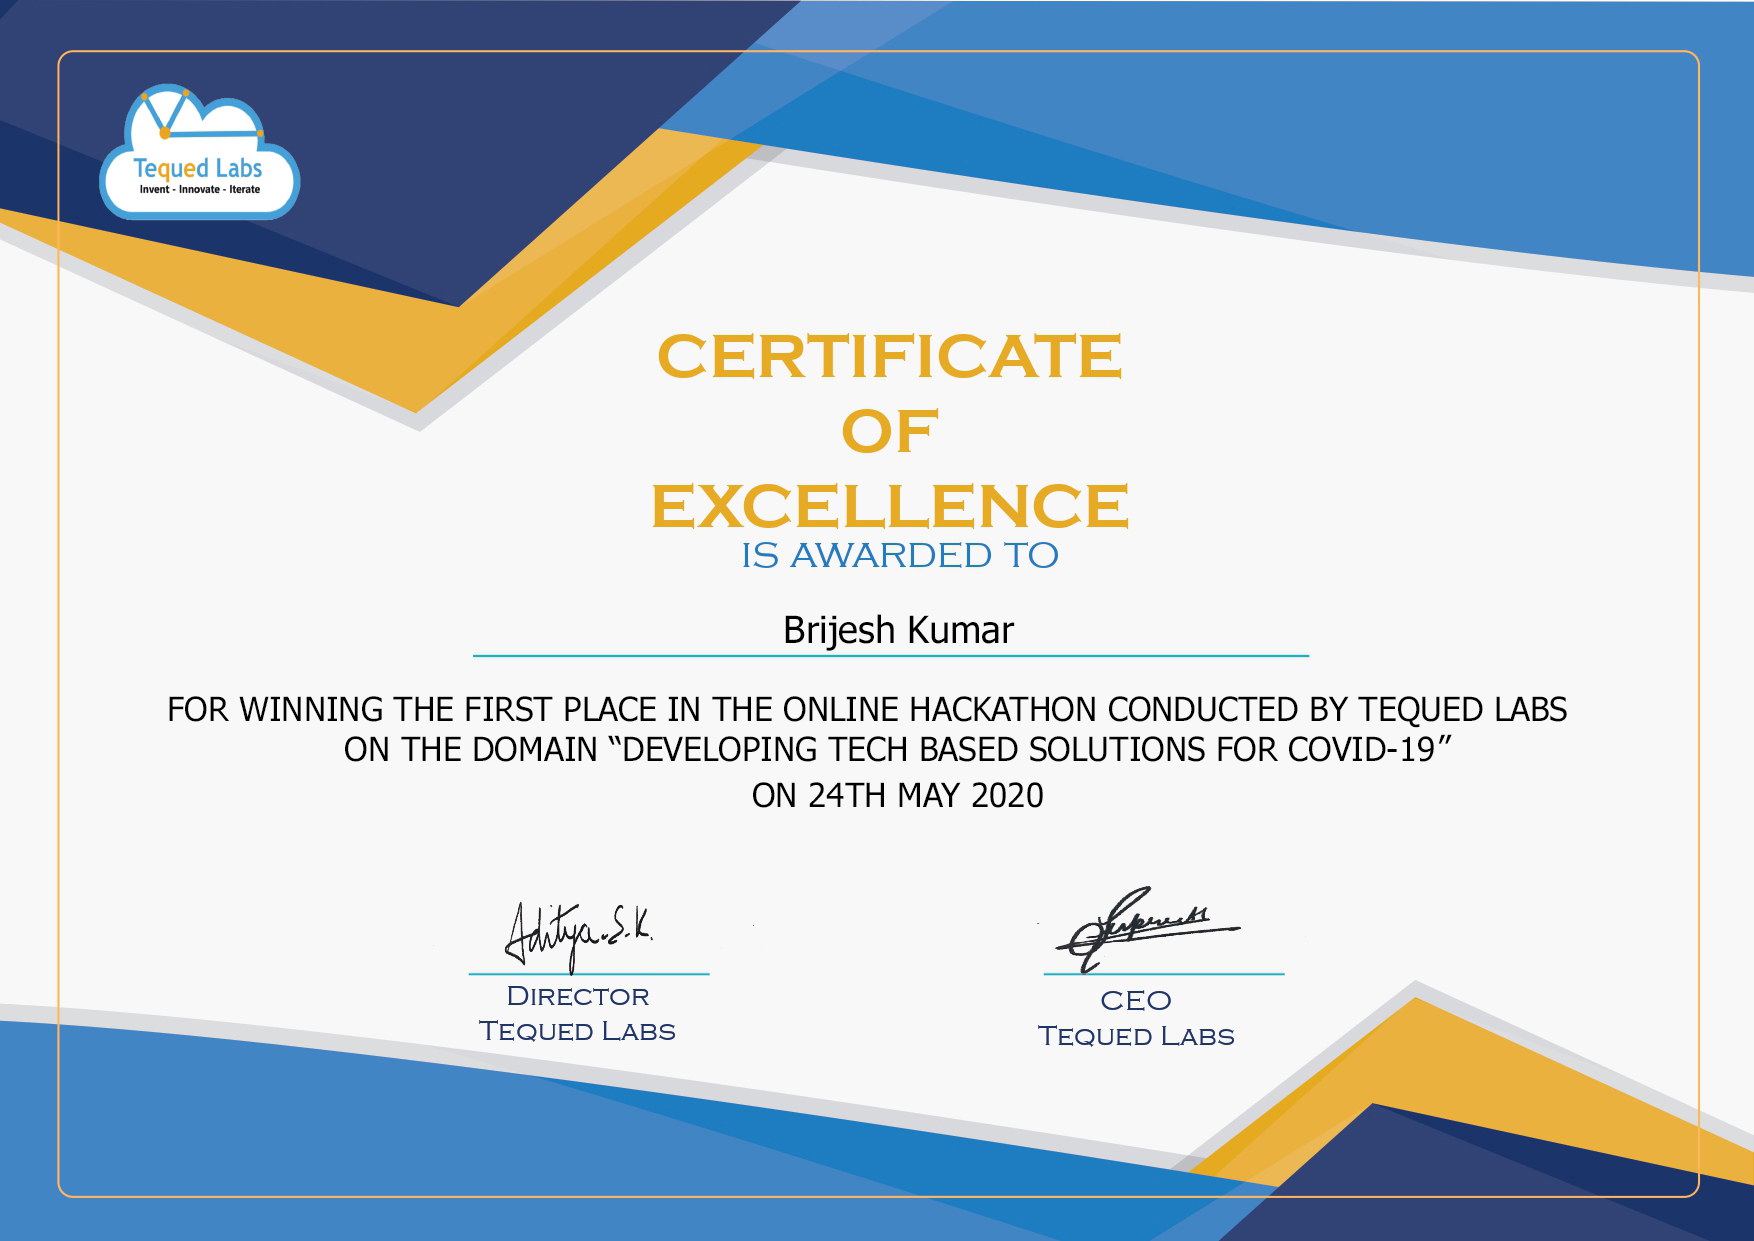 Tequed Labs
Invent - Innovate - Iterate
CERTIFICATE
OF
EXCELLENCE
IS AWARDED TO
Brijesh Kumar
FOR WINNING THE FIRST PLACE IN THE ONLINE HACKATHON CONDUCTED BY TEQUED LABS
ON THE DOMAIN “DEVELOPING TECH BASED SOLUTIONS FOR COVID-19”
ON 24TH MAY 2020
Aditya.S.K.
DIRECTOR
TEQUED LABS
CEO
TEQUED LABS